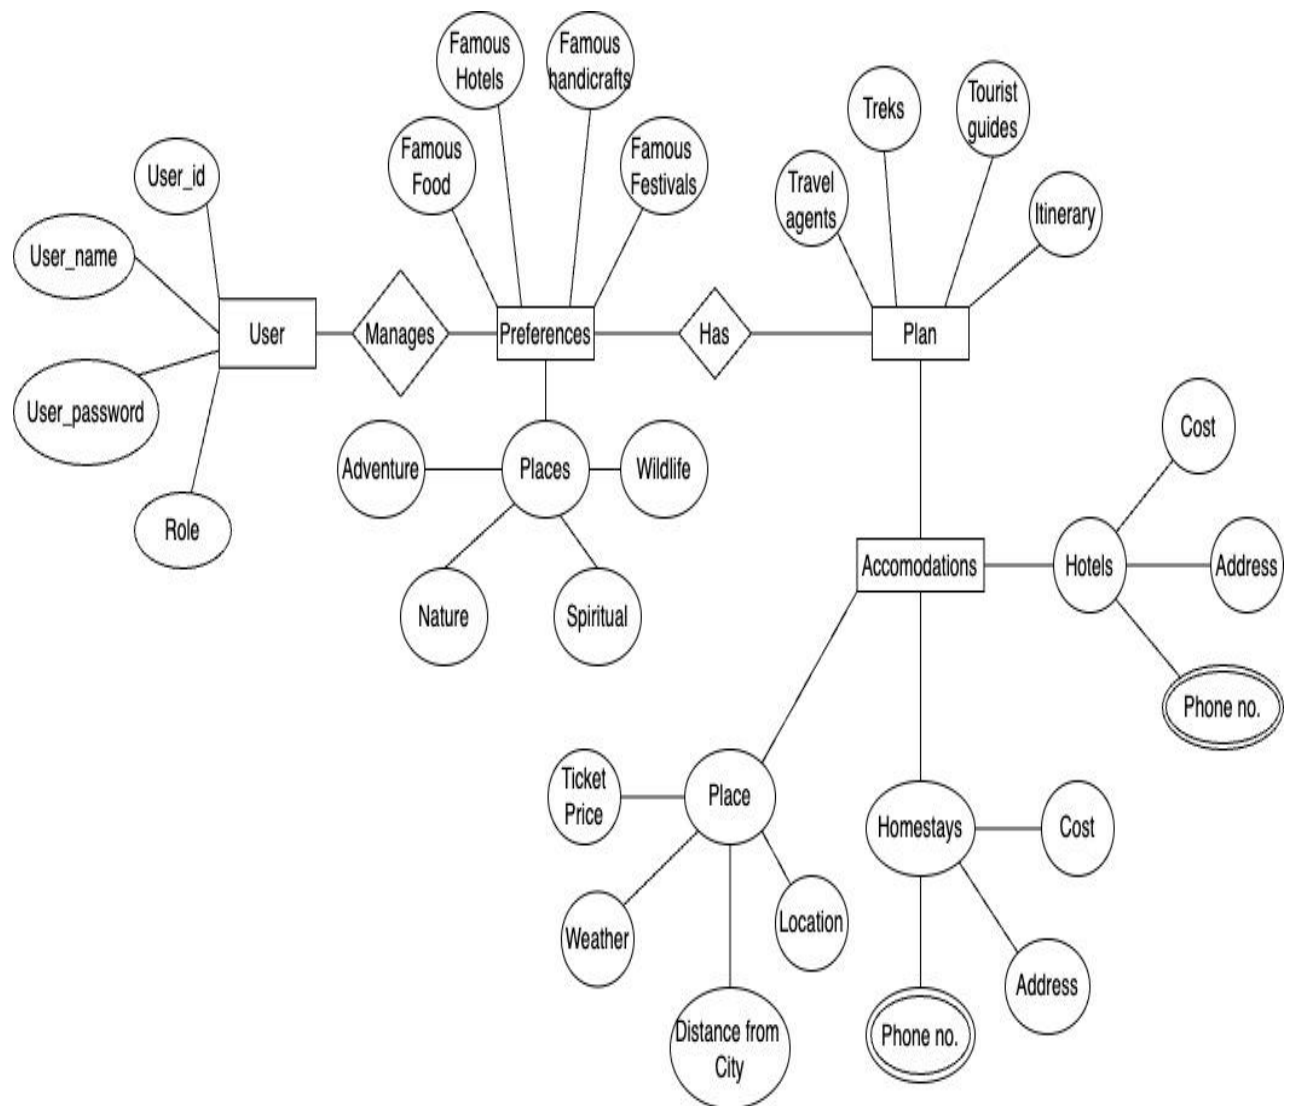 Famous
Hotels
Famous
handicrafts
Treks
Tourist
guides
Famous
Food
Famous
Festivals
User_id
Travel
agents
Itinerary
User_name
User
Manages
Preferences
Has
Plan
User_password
Cost
Adventure
Places
Wildlife
Role
Accomodations
Hotels
Address
Nature
Spiritual
Phone no.
Ticket
Price
Place
Homestays
Cost
Weather
Location
Address
Distance from
City
Phone no.